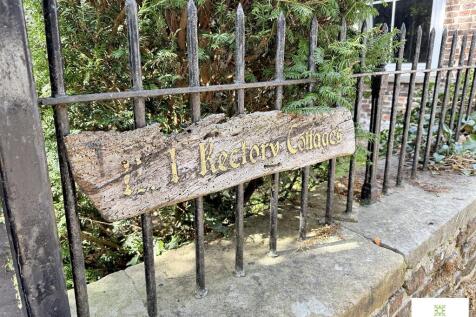 1 Rectory Cottages